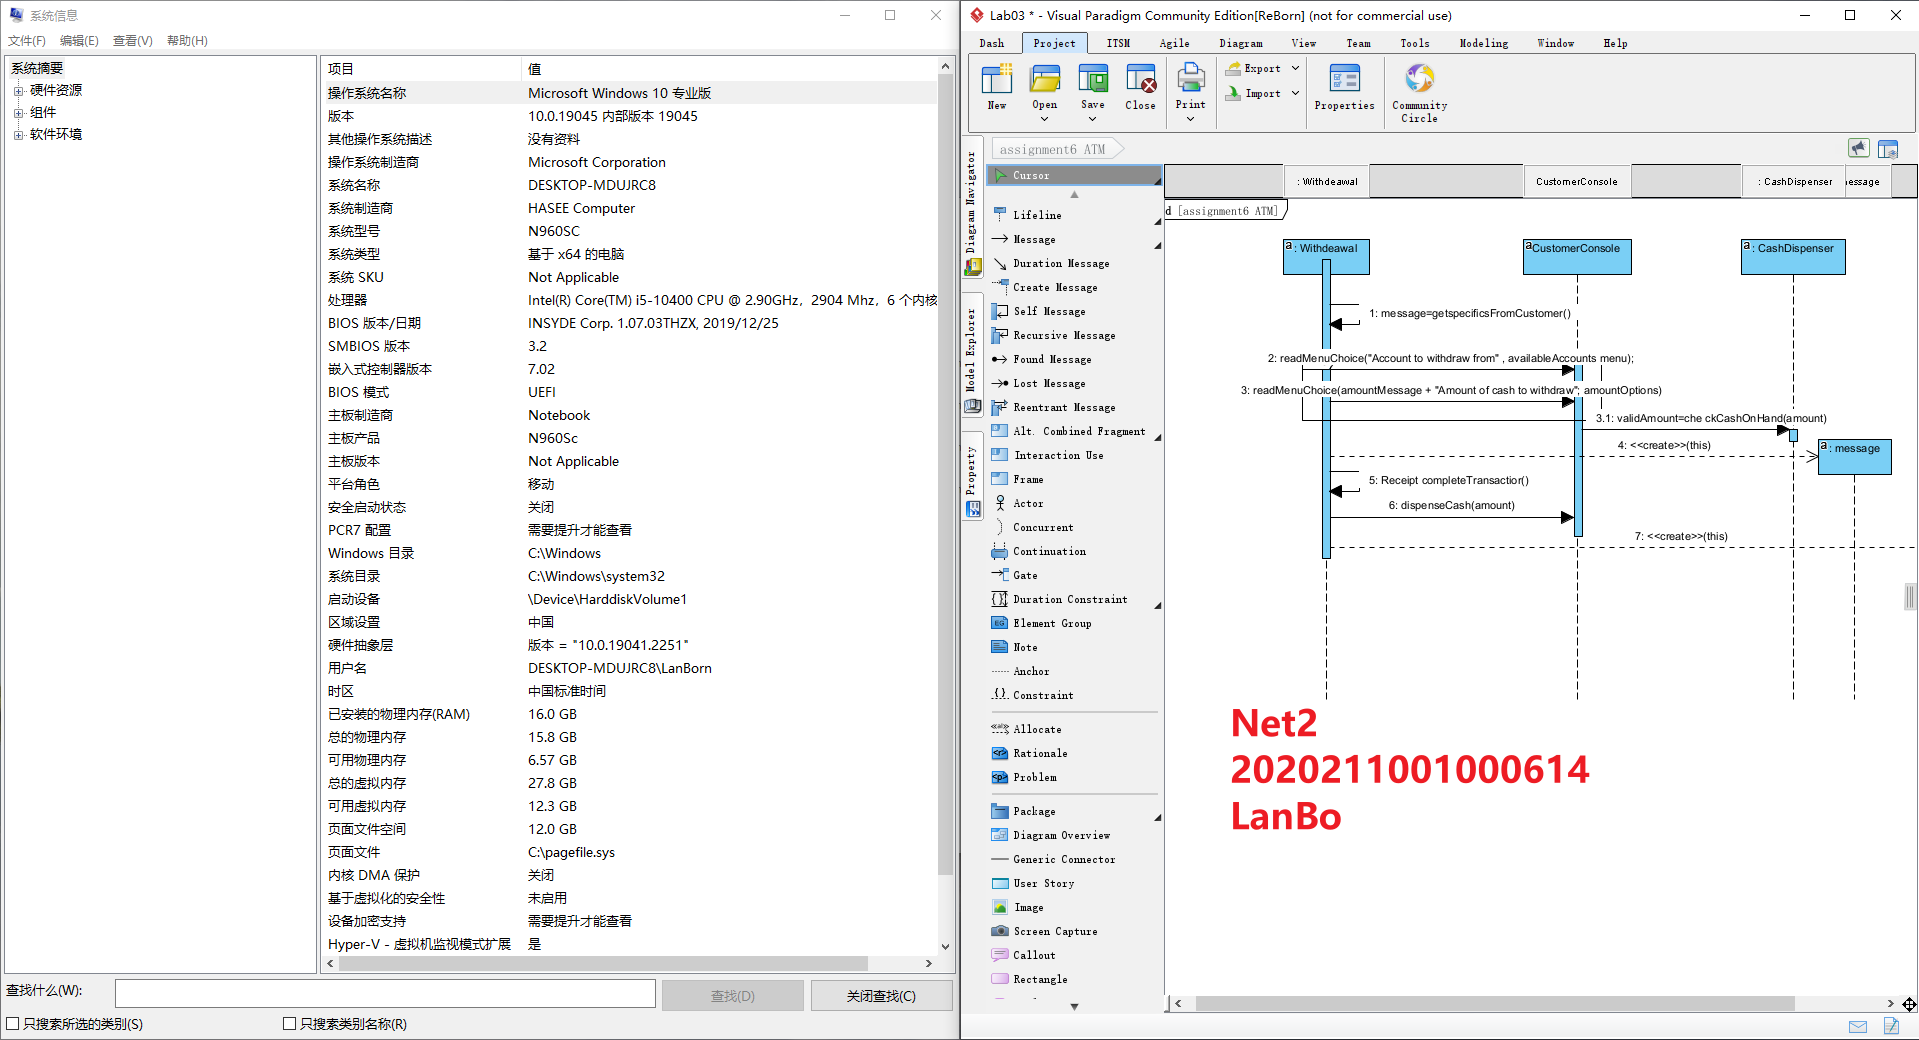 系统信息
文件(F) 编辑(E) 查看(V) 帮助(H)
系统摘要
硬件资源
组件
软件环境
项目 值
操作系统名称 Microsoft Windows 10 专业版
版本 10.0.19045 内部版本 19045
其他操作系统描述 没有资料
操作系统制造商 Microsoft Corporation
系统名称 DESKTOP-MDUJRC8
系统制造商 HASEE Computer
系统型号 N960SC
系统类型 基于 x64 的电脑
系统 SKU Not Applicable
处理器 Intel(R) Core(TM) i5-10400 CPU @ 2.90GHz，2904 Mhz，6 个内核
BIOS 版本/日期 INSYDE Corp. 1.07.03THZX, 2019/12/25
SMBIOS 版本 3.2
嵌入式控制器版本 7.02
BIOS 模式 UEFI
主板制造商 Notebook
主板产品 N960Sc
主板版本 Not Applicable
平台角色 移动
安全启动状态 关闭
PCR7 配置 需要提升才能查看
Windows 目录 C:\Windows
系统目录 C:\Windows\system32
启动设备 \Device\HarddiskVolume1
区域设置 中国
硬件抽象层 版本 = "10.0.19041.2251"
用户名 DESKTOP-MDUJRC8\LanBorn
时区 中国标准时间
已安装的物理内存(RAM) 16.0 GB
总的物理内存 15.8 GB
可用物理内存 6.57 GB
总的虚拟内存 27.8 GB
可用虚拟内存 12.3 GB
页面文件空间 12.0 GB
页面文件 C:\pagefile.sys
内核 DMA 保护 关闭
基于虚拟化的安全性 未启用
设备加密支持 需要提升才能查看
Hyper-V - 虚拟机监视模式扩展 是
查找什么(W):
查找(D)
关闭查找(C)
只搜索所选的类别(S)
只搜索类别名称(R)
Lab03 * - Visual Paradigm Community Edition[ReBorn] (not for commercial use)
Dash Project ITSM Agile Diagram View Team Tools Modeling Window Help
New Open Save Close Print
Export
Import
Properties
Community
Circle
Diagram Navigator
Model Explorer
Property
assignment6 ATM
Cursor
Lifeline
Message
Duration Message
Create Message
Self Message
Recursive Message
Found Message
Lost Message
Reentrant Message
Alt. Combined Fragment
Interaction Use
Frame
Actor
Concurrent
Continuation
Gate
Duration Constraint
Element Group
Note
Anchor
Constraint
Allocate
Rationale
Problem
Package
Diagram Overview
Generic Connector
User Story
Image
Screen Capture
Callout
Rectangle
: Withdeawal
CustomerConsole
: CashDispenser
essage
d [assignment6 ATM]
a : Withdeawal
a CustomerConsole
a : CashDispenser
1: message=getspecificsFromCustomer()
2: readMenuChoice("Account to withdraw from" , availableAccounts menu);
3: readMenuChoice(amountMessage + "Amount of cash to withdraw"; amountOptions)
3.1: validAmount=che ckCashOnHand(amount)
4: <<create>>(this)
a : message
5: Receipt completeTransactior()
6: dispenseCash(amount)
7: <<create>>(this)
Net2
2020211001000614
LanBo